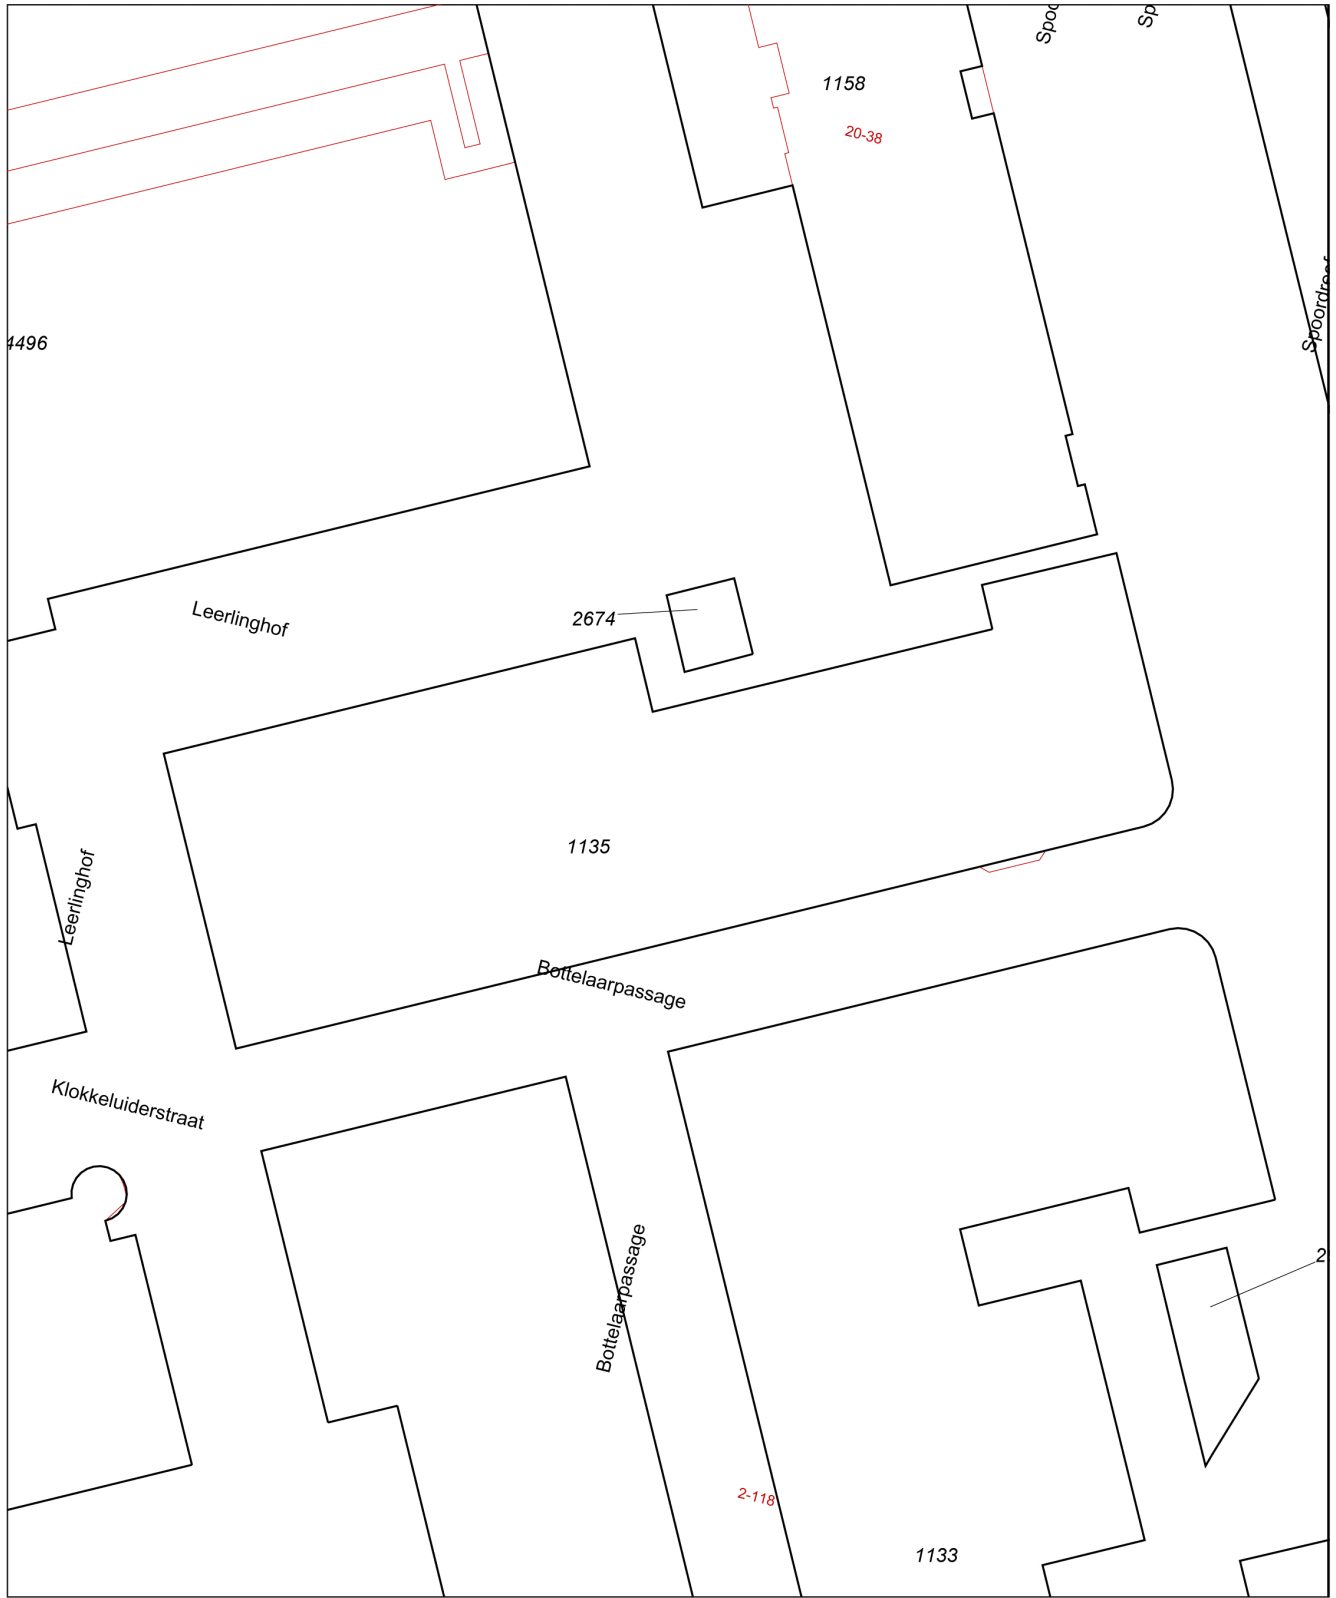 1158
20-38
4496
Spoordreef
Leerlinghof
2674
1135
Leerlinghof
Bottelaarpassage
Klokkeluiderstraat
Bottelaarpassage
2-118
1133